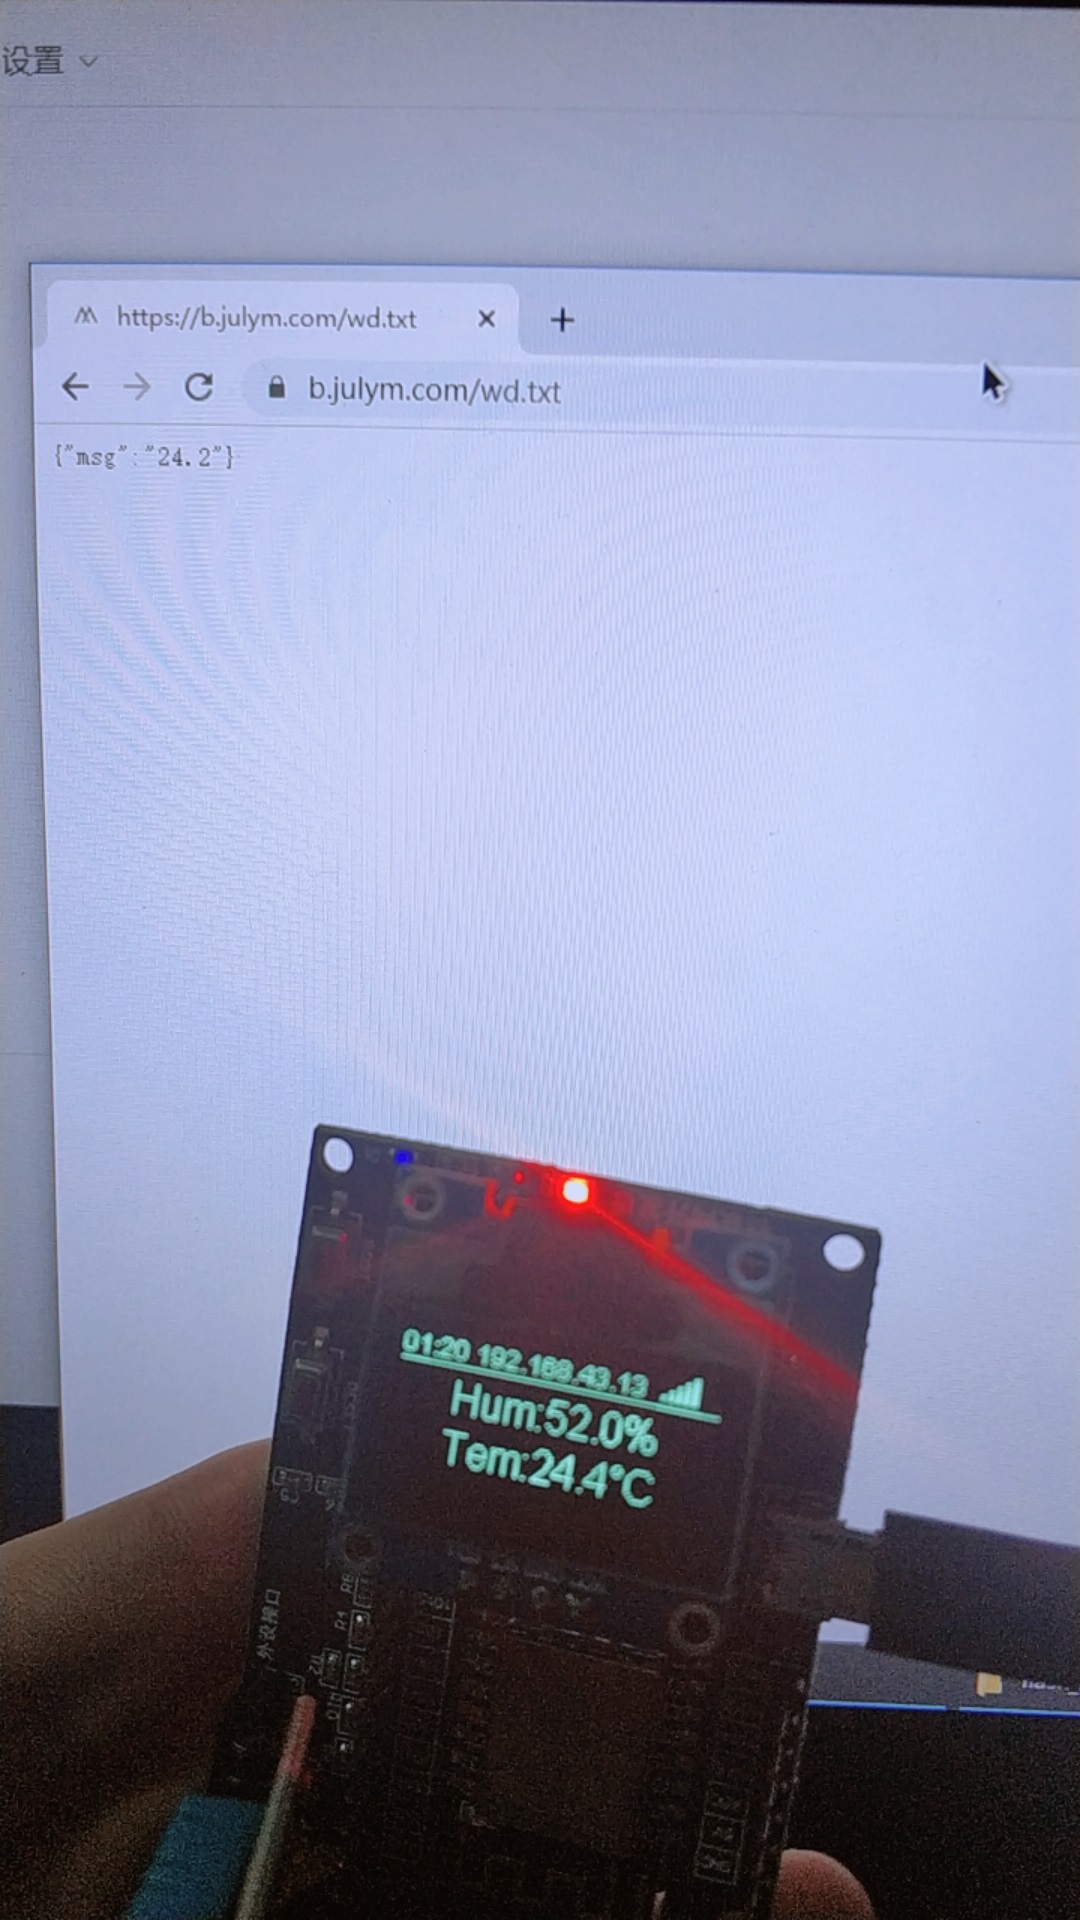 设置
https://b.julym.com/wd.txt
b.julym.com/wd.txt
{"msg":"24.2"}
01:20 192.168.43.13
Hum:52.0%
Tem:24.4°C
外设接口
R4